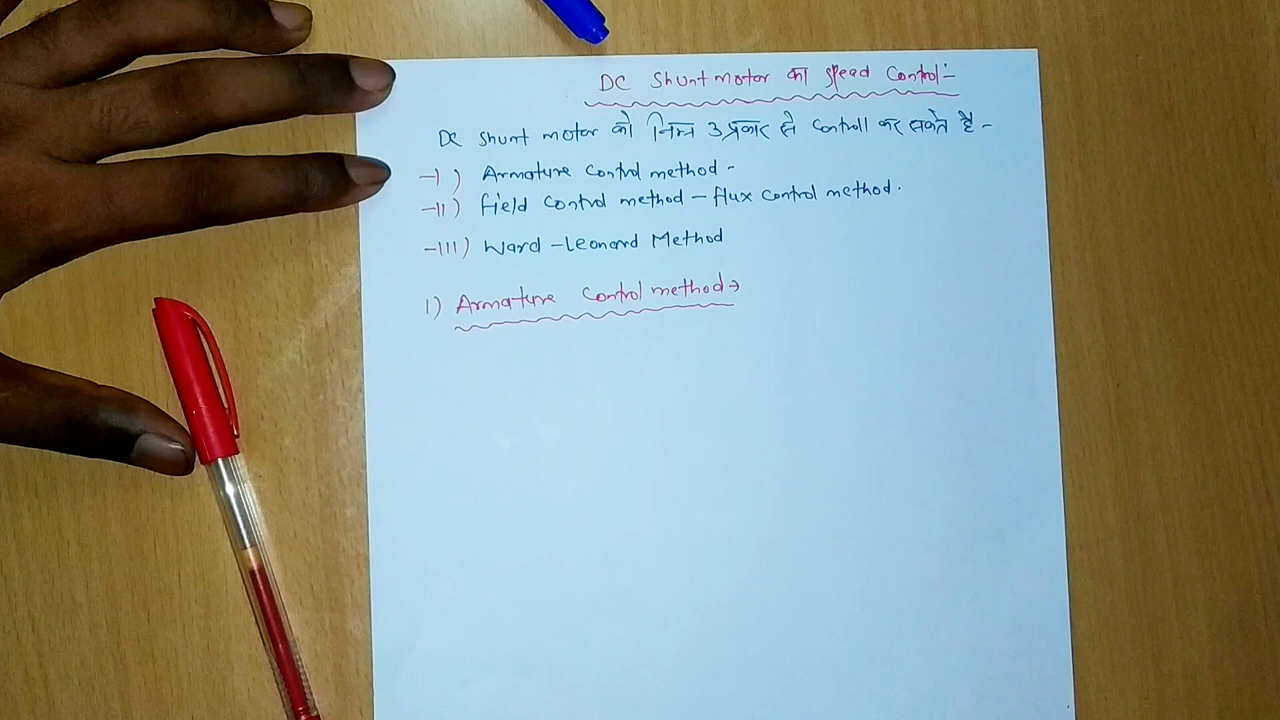 DC Shunt motor का speed Control:-
DC shunt motor को निम्न 3 प्रकार से Controll कर सकते है -
-I) Armature Control method -
-II) field Control method - flux Control method.
-III) Ward - Leonard Method
1) Armature Control method →